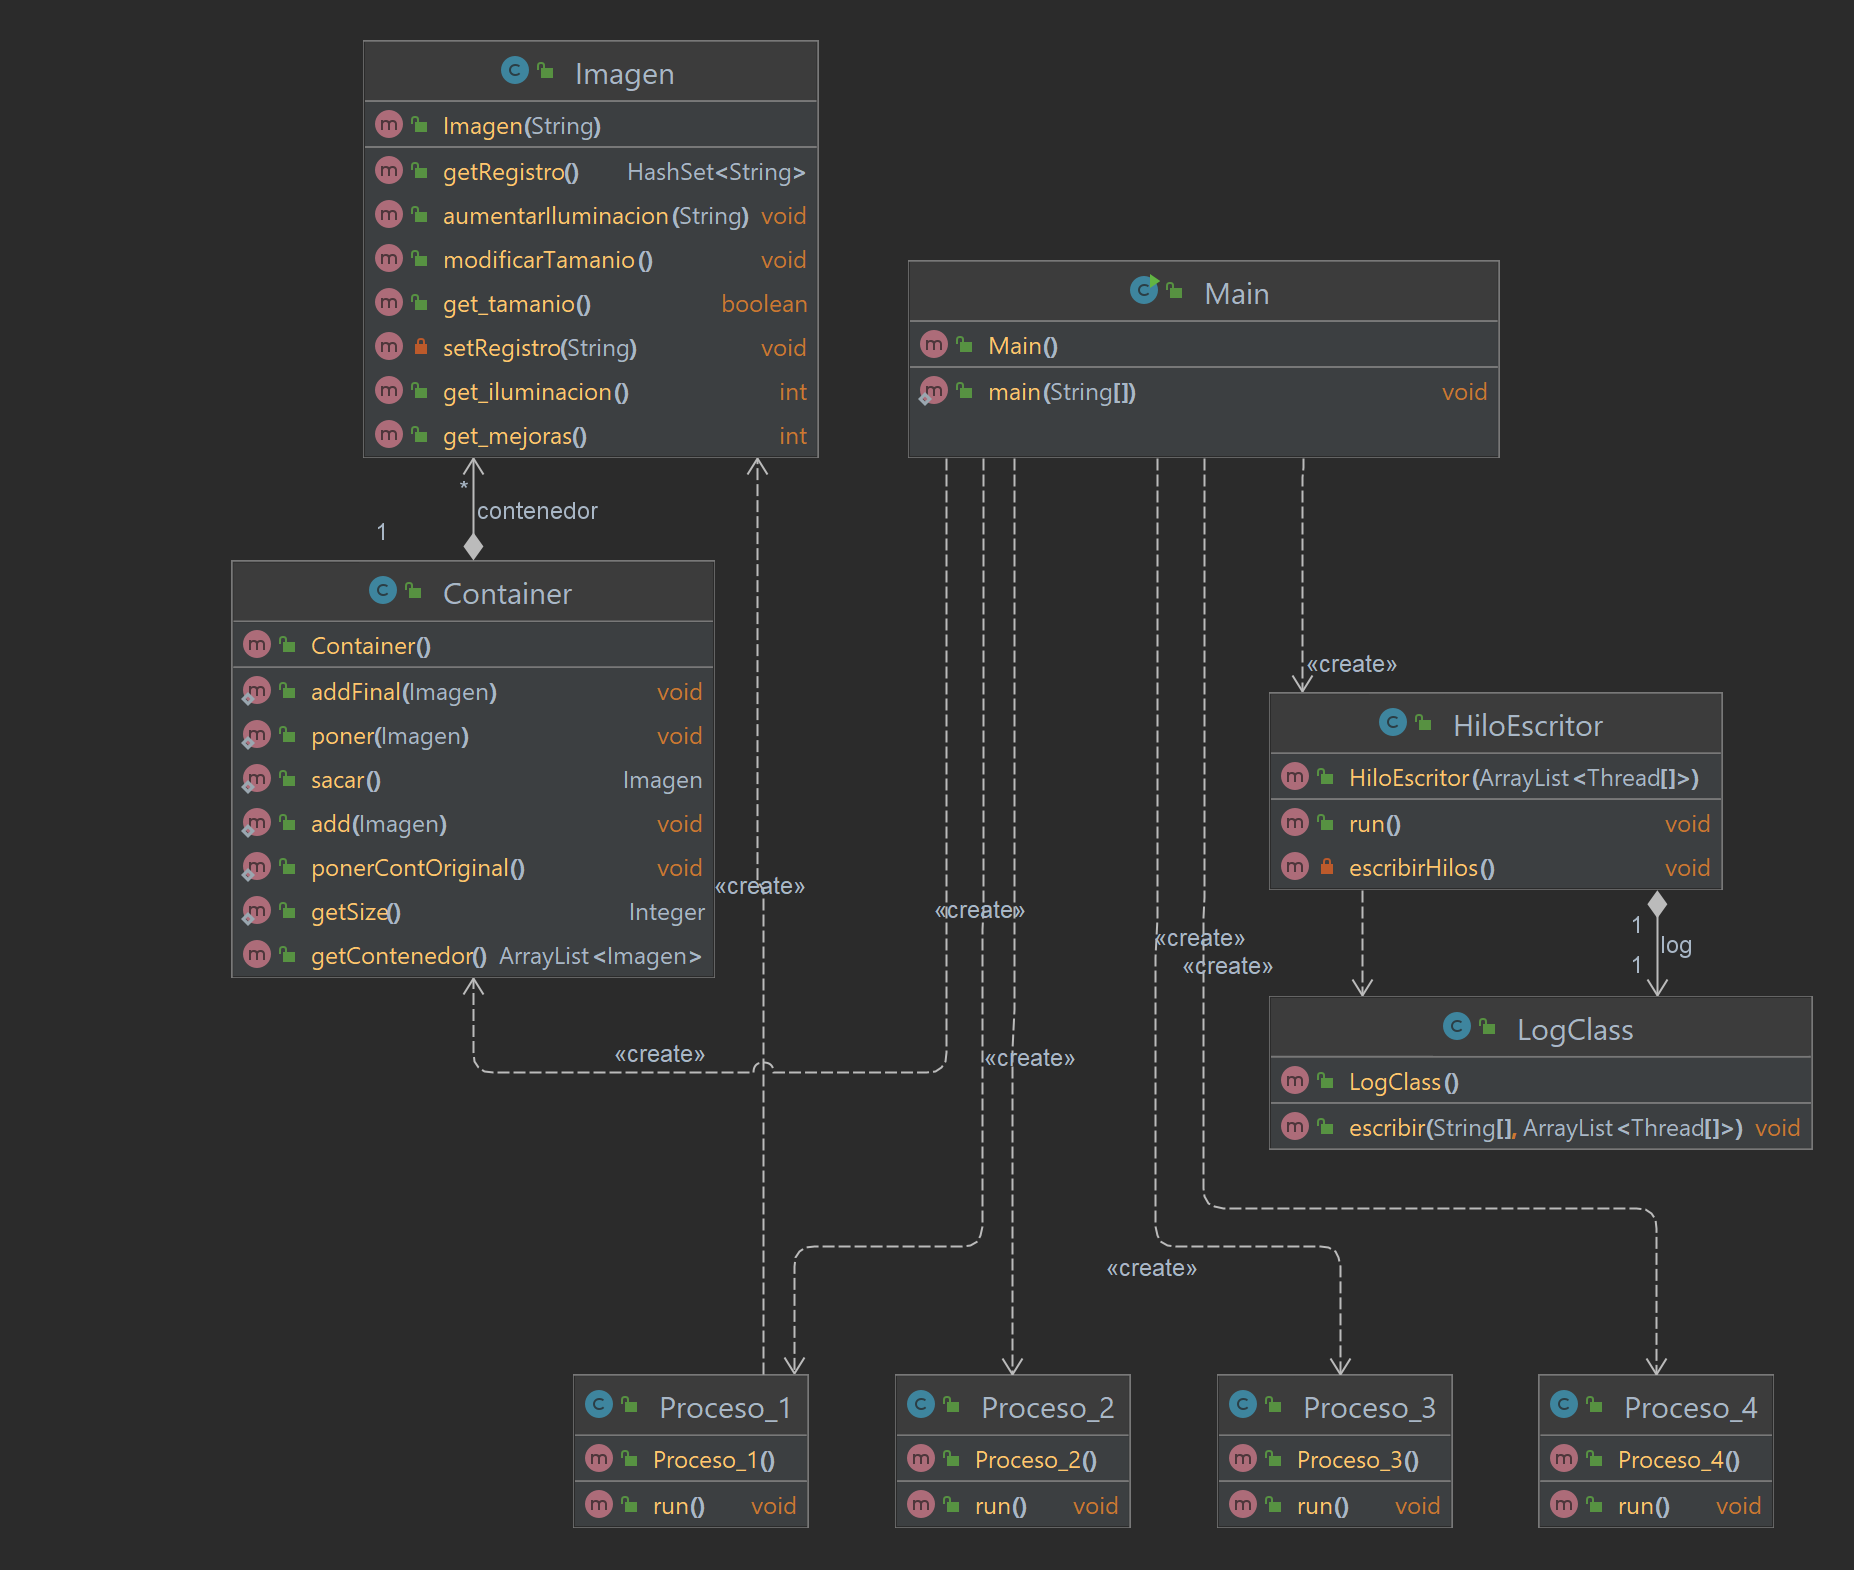 Imagen
Imagen(String)
getRegistro() HashSet<String>
aumentarIluminacion(String) void
modificarTamanio() void
get_tamanio() boolean
setRegistro(String) void
get_iluminacion() int
get_mejoras() int
Main
Main()
main(String[]) void
*
contenedor
1
Container
Container()
addFinal(Imagen) void
poner(Imagen) void
sacar() Imagen
add(Imagen) void
ponerContOriginal() void
getSize() Integer
getContenedor() ArrayList<Imagen>
«create»
HiloEscritor
HiloEscritor(ArrayList<Thread[]>)
run() void
escribirHilos() void
«create»
«create»
«create»
«create»
1
log
1
LogClass
LogClass()
escribir(String[], ArrayList<Thread[]>) void
«create»
«create»
«create»
Proceso_1
Proceso_1()
run() void
Proceso_2
Proceso_2()
run() void
Proceso_3
Proceso_3()
run() void
Proceso_4
Proceso_4()
run() void